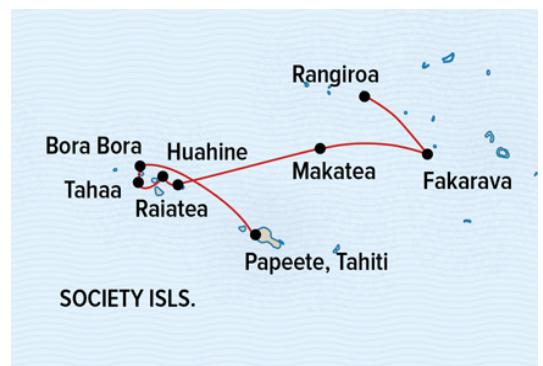 Rangiroa
Bora Bora
Huahine
Makatea
Fakarava
Tahaa
Raiatea
Papeete, Tahiti
SOCIETY ISLS.